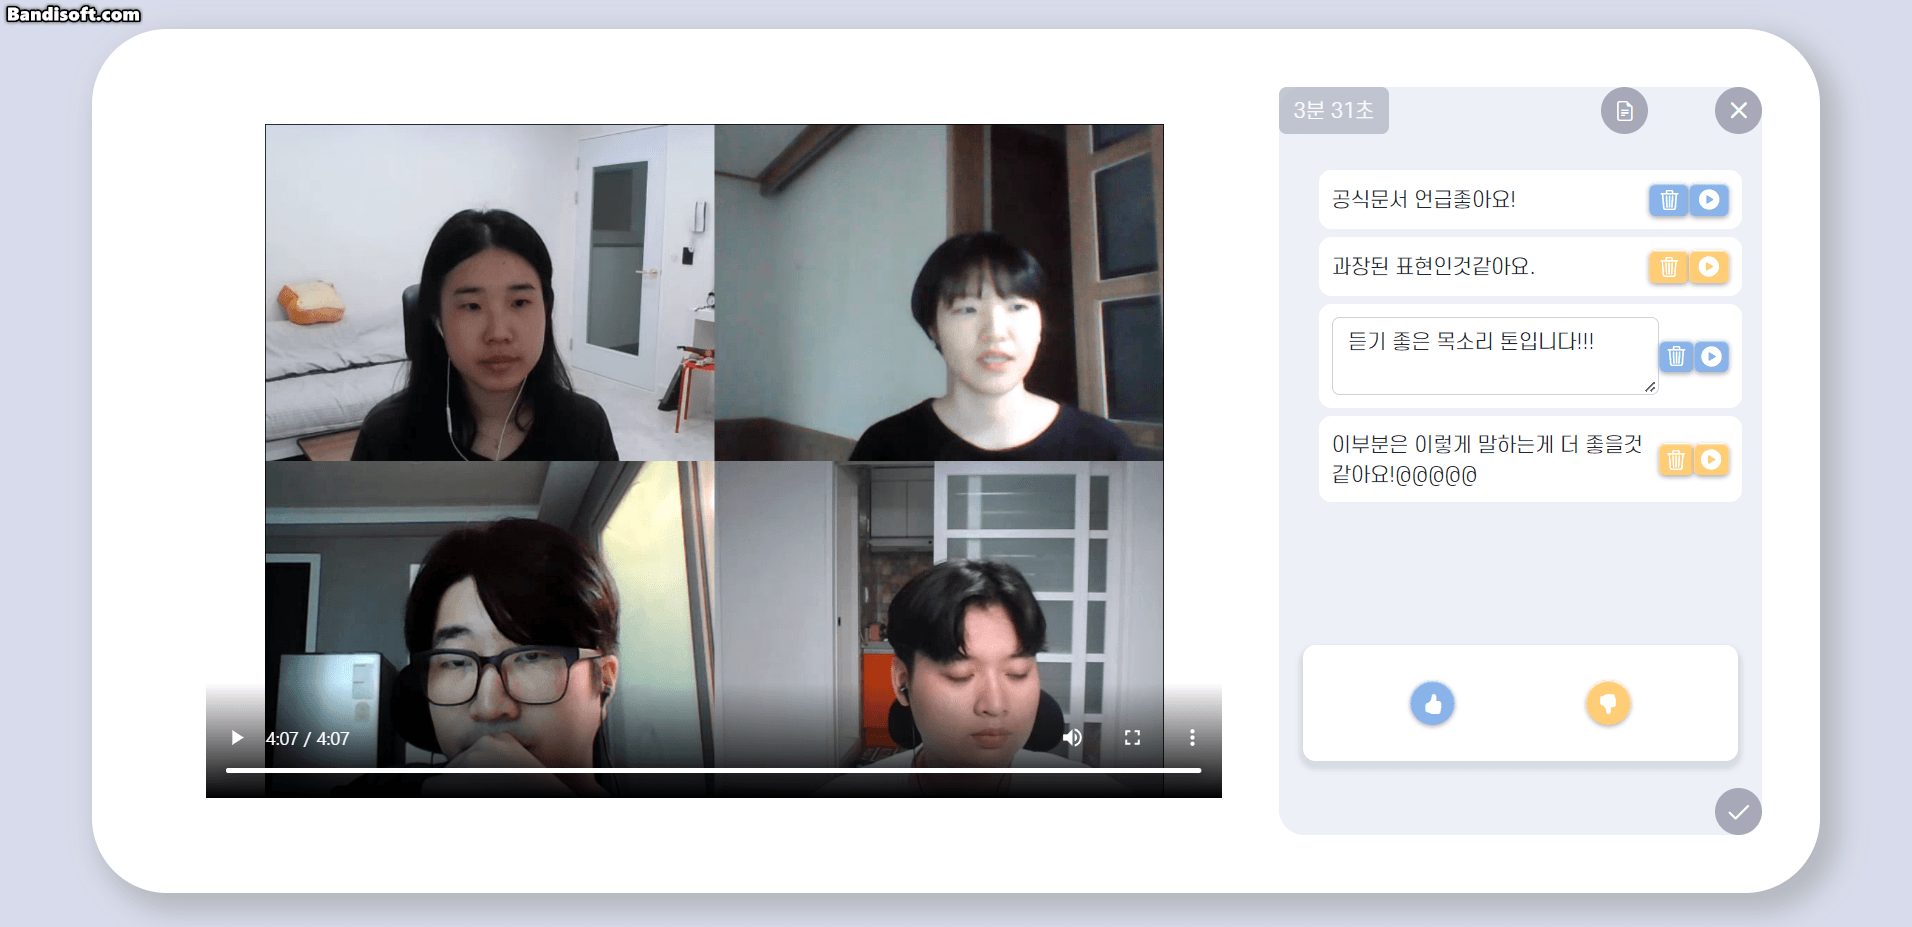 Bandisoft.com
3분 31초
공식문서 언급좋아요!
과장된 표현인것같아요.
듣기 좋은 목소리 톤입니다!!!
이부분은 이렇게 말하는게 더 좋을것
같아요!@@@@@
4:07 / 4:07